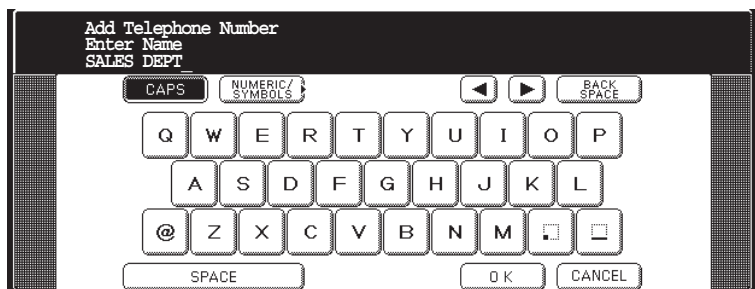 Add Telephone Number
Enter Name
SALES DEPT_
CAPS NUMERIC/ SYMBOLS ◄ ► BACK SPACE
Q W E R T Y U I O P
A S D F G H J K L
@ Z X C V B N M . _
SPACE OK CANCEL